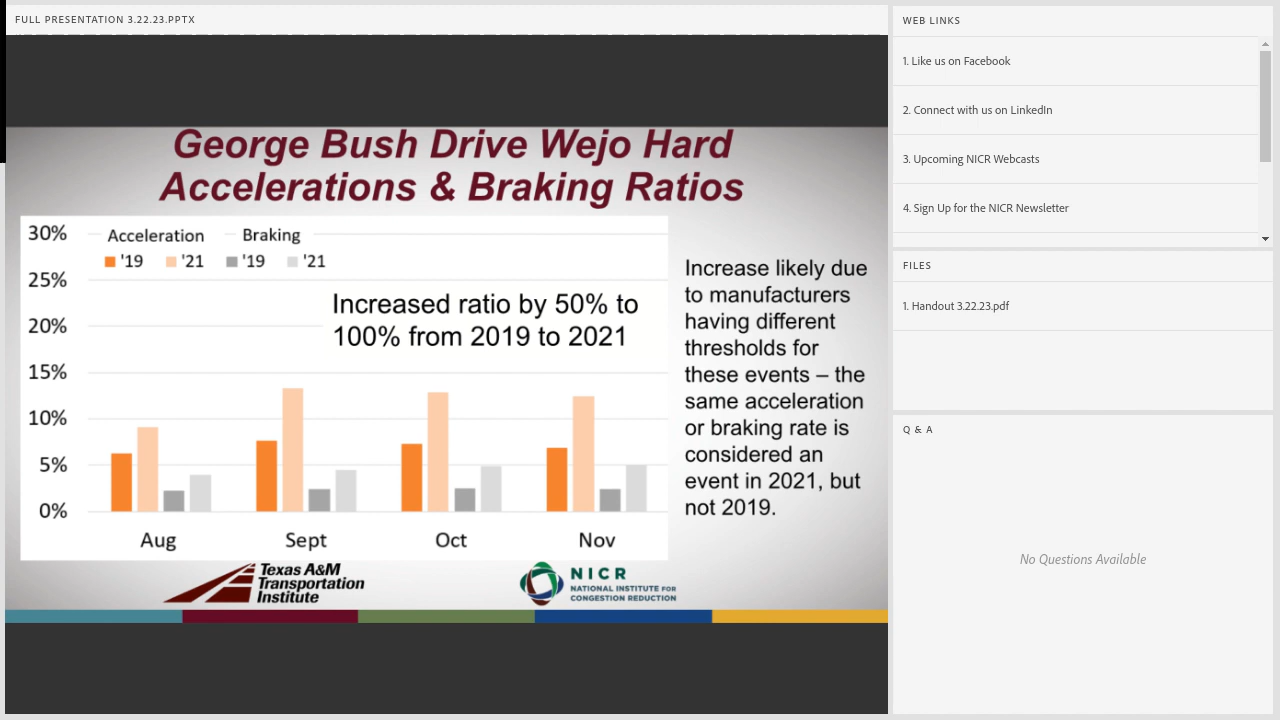 FULL PRESENTATION 3.22.23.PPTX
George Bush Drive Wejo Hard
Accelerations & Braking Ratios
30%
25%
20%
15%
10%
5%
0%
Acceleration Braking
'19 '21 '19 '21
Increased ratio by 50% to
100% from 2019 to 2021
Aug Sept Oct Nov
Increase likely due
to manufacturers
having different
thresholds for
these events – the
same acceleration
or braking rate is
considered an
event in 2021, but
not 2019.
Texas A&M
Transportation
Institute
NICR
NATIONAL INSTITUTE FOR
CONGESTION REDUCTION
WEB LINKS
1. Like us on Facebook
2. Connect with us on LinkedIn
3. Upcoming NICR Webcasts
4. Sign Up for the NICR Newsletter
FILES
1. Handout 3.22.23.pdf
Q & A
No Questions Available